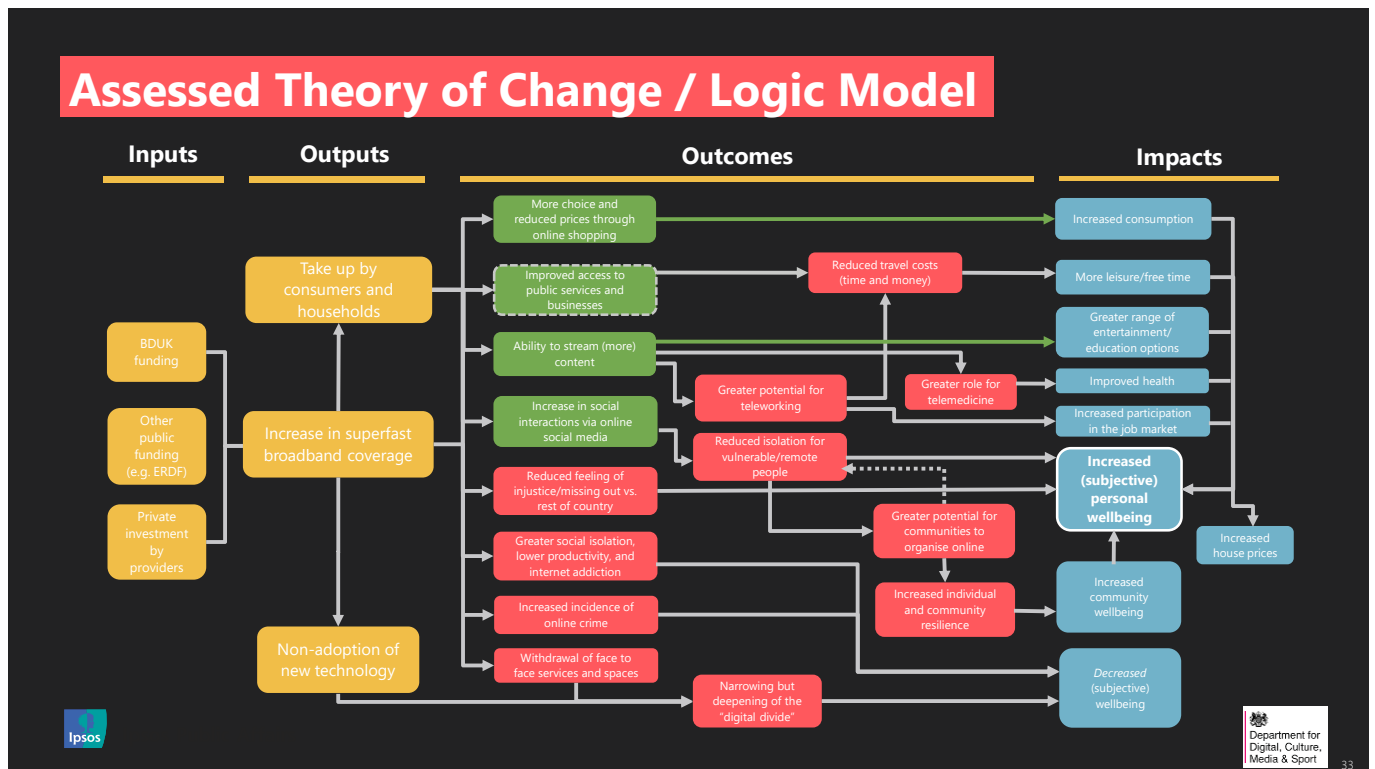 Assessed Theory of Change / Logic Model
Inputs
Outputs
Outcomes
Impacts
BDUK
funding
Other
public
funding
(e.g. ERDF)
Private
investment
by
providers
Take up by
consumers and
households
Increase in superfast
broadband coverage
Non-adoption of
new technology
More choice and
reduced prices through
online shopping
Improved access to
public services and
businesses
Ability to stream (more)
content
Increase in social
interactions via online
social media
Reduced feeling of
injustice/missing out vs.
rest of country
Greater social isolation,
lower productivity, and
internet addiction
Increased incidence of
online crime
Withdrawal of face to
face services and spaces
Reduced travel costs
(time and money)
Greater potential for
teleworking
Greater role for
telemedicine
Reduced isolation for
vulnerable/remote
people
Greater potential for
communities to
organise online
Increased individual
and community
resilience
Narrowing but
deepening of the
“digital divide”
Increased consumption
More leisure/free time
Greater range of
entertainment/
education options
Improved health
Increased participation
in the job market
Increased
(subjective)
personal
wellbeing
Increased
house prices
Increased
community
wellbeing
Decreased
(subjective)
wellbeing
Ipsos
Department for
Digital, Culture,
Media & Sport
33